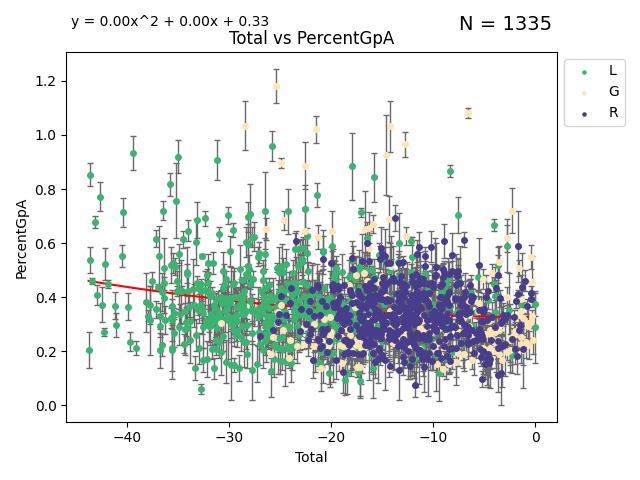 y = 0.00x^2 + 0.00x + 0.33
N = 1335
Total vs PercentGpA
L
G
R
PercentGpA
1.2
1.0
0.8
0.6
0.4
0.2
0.0
−40
−30
−20
−10
0
Total